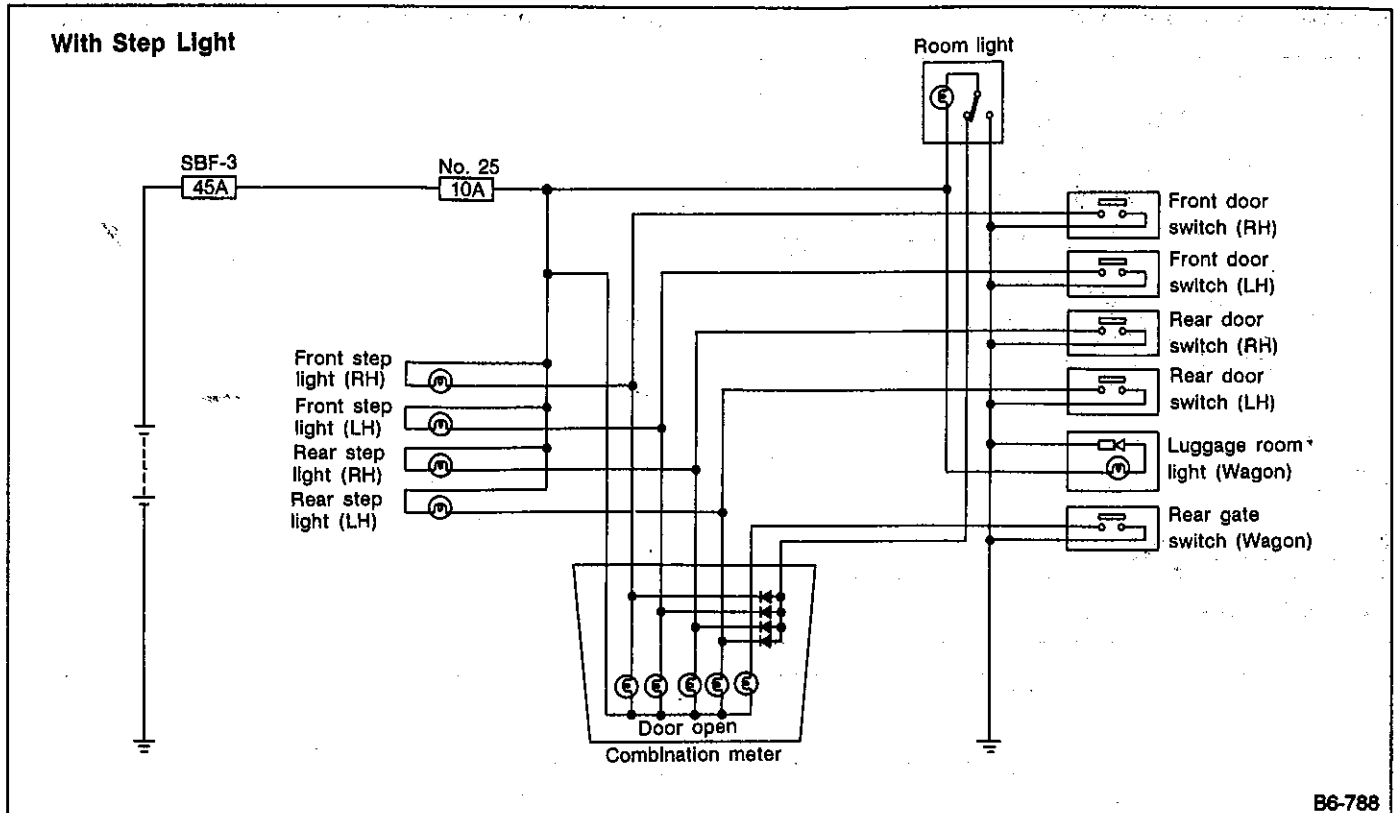 With Step Light
Room light
SBF-3
45A
No. 25
10A
Front door
switch (RH)
Front door
switch (LH)
Rear door
switch (RH)
Rear door
switch (LH)
Luggage room
light (Wagon)
Rear gate
switch (Wagon)
Front step
light (RH)
Front step
light (LH)
Rear step
light (RH)
Rear step
light (LH)
Door open
Combination meter
B6-788